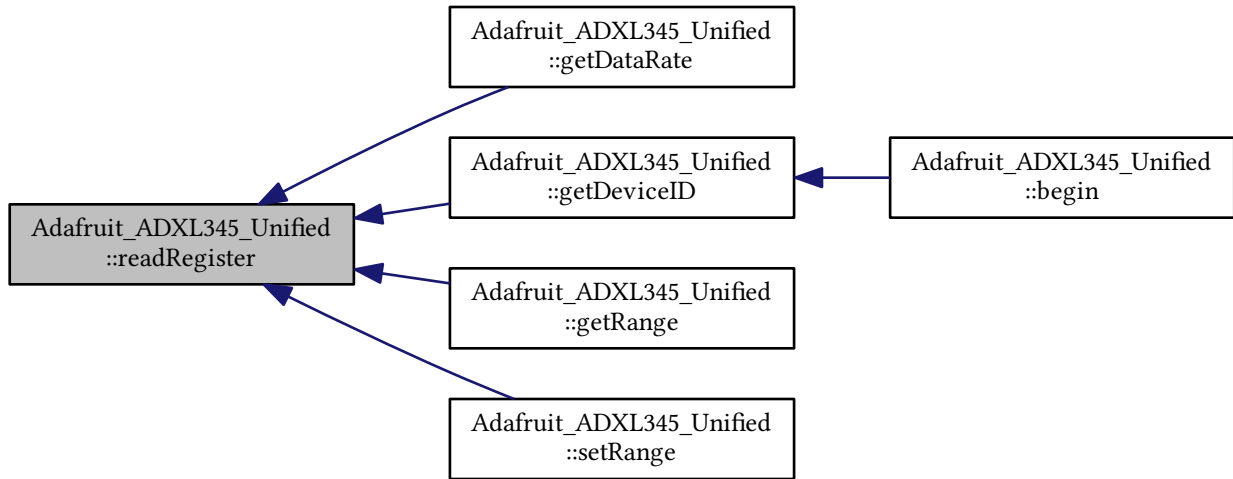 Adafruit_ADXL345_Unified
::readRegister
Adafruit_ADXL345_Unified
::getDataRate
Adafruit_ADXL345_Unified
::getDeviceID
Adafruit_ADXL345_Unified
::begin
Adafruit_ADXL345_Unified
::getRange
Adafruit_ADXL345_Unified
::setRange